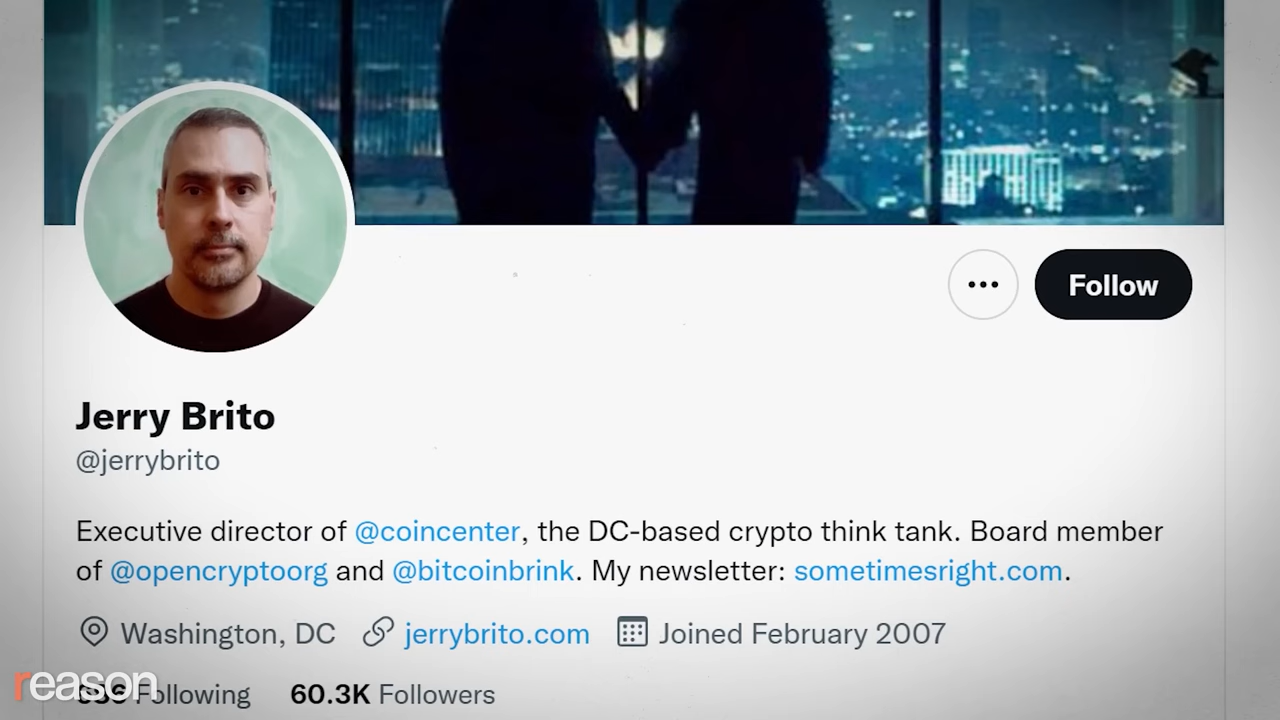 Follow
Jerry Brito
@jerrybrito
Executive director of @coincenter, the DC-based crypto think tank. Board member
of @opencryptoorg and @bitcoinbrink. My newsletter: sometimesright.com.
Washington, DC jerrybrito.com Joined February 2007
Following 60.3K Followers
reason